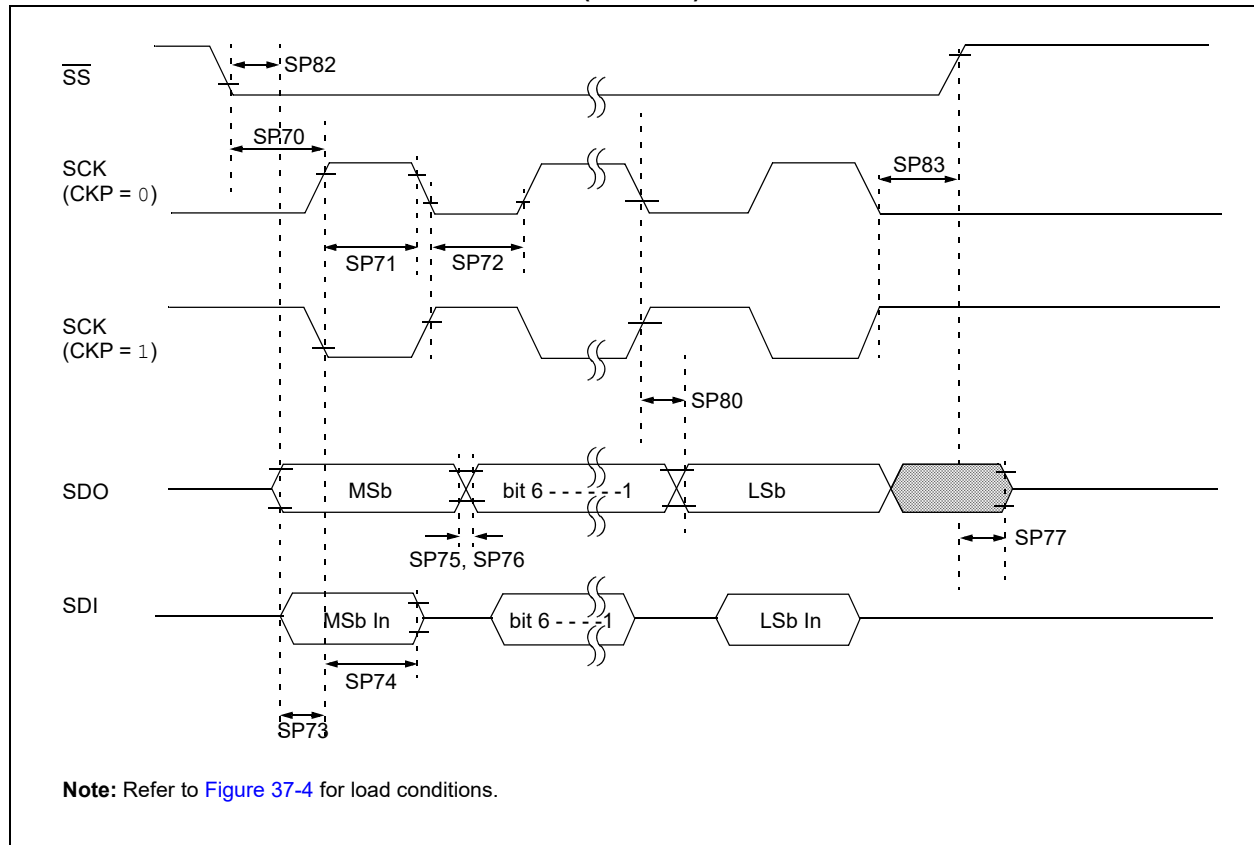 SS
SP82
SP70
SCK
(CKP = 0)
SP83
SP71
SP72
SCK
(CKP = 1)
SP80
SDO
MSb
bit 6 - - - - - - -1
LSb
SP75, SP76
SP77
SDI
MSb In
bit 6 - - - -1
LSb In
SP74
SP73
Note: Refer to Figure 37-4 for load conditions.